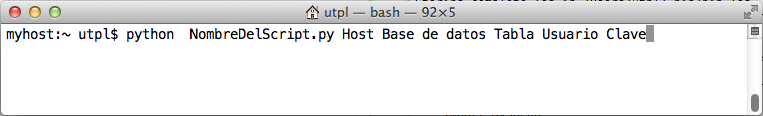 utpl — bash — 92×5
myhost:~ utpl$ python  NombreDelScript.py Host Base de datos Tabla Usuario Clave